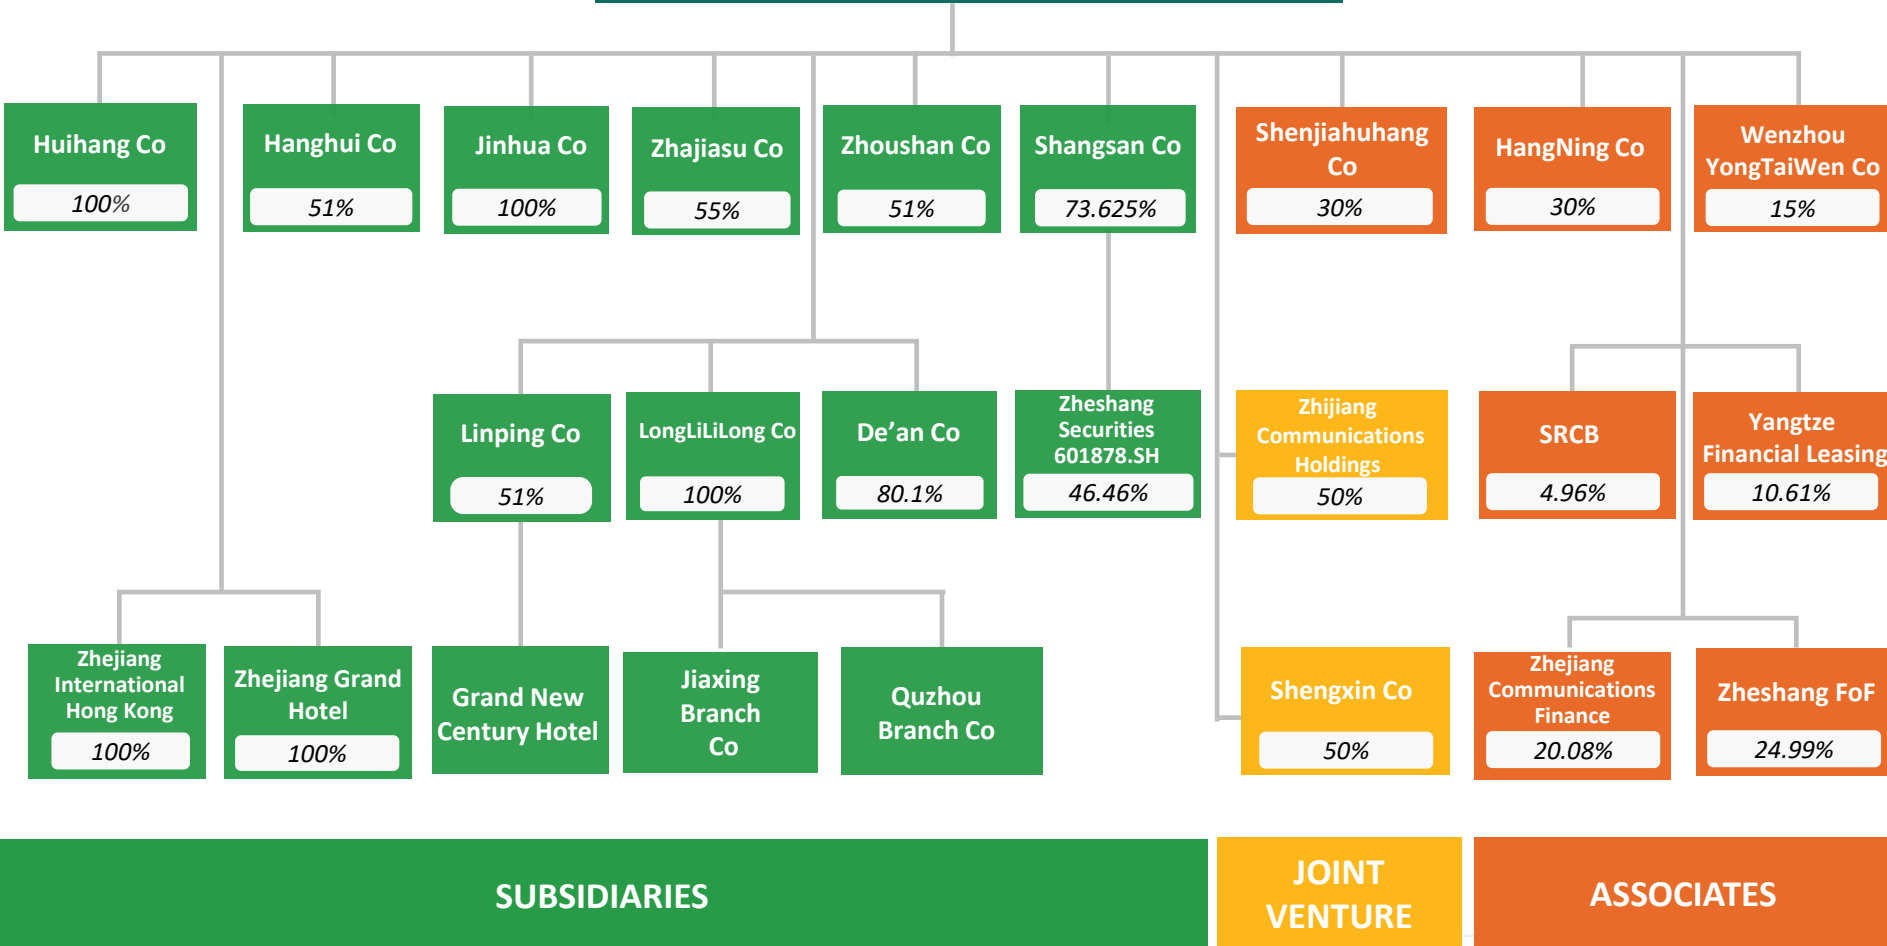 Huihang Co
100%
Hanghui Co
51%
Jinhua Co
100%
Zhajiasu Co
55%
Zhoushan Co
51%
Shangsan Co
73.625%
Shenjiahuhang
Co
30%
HangNing Co
30%
Wenzhou
YongTaiWen Co
15%
Linping Co
51%
LongLiLiLong Co
100%
De’an Co
80.1%
Zheshang
Securities
601878.SH
46.46%
Zhijiang
Communications
Holdings
50%
SRCB
4.96%
Yangtze
Financial Leasing
10.61%
Zhejiang
International
Hong Kong
100%
Zhejiang Grand
Hotel
100%
Grand New
Century Hotel
Jiaxing
Branch
Co
Quzhou
Branch Co
Shengxin Co
50%
Zhejiang
Communications
Finance
20.08%
Zheshang FoF
24.99%
SUBSIDIARIES
JOINT
VENTURE
ASSOCIATES